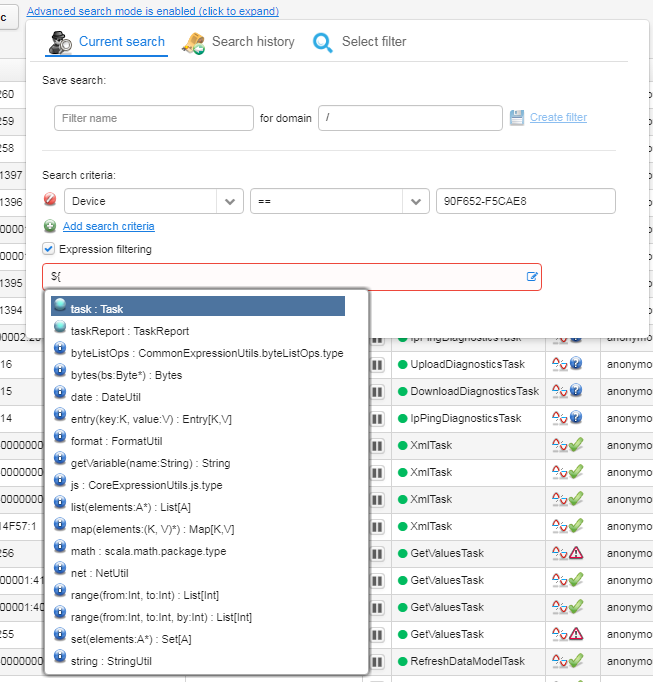 c
Advanced search mode is enabled (click to expand)
Current search
Search history
Select filter
Save search:
Filter name
for domain
/
Create filter
Search criteria:
Device
==
90F652-F5CAE8
Add search criteria
Expression filtering
${
task : Task
taskReport : TaskReport
byteListOps : CommonExpressionUtils.byteListOps.type
bytes(bs:Byte*) : Bytes
date : DateUtil
entry(key:K, value:V) : Entry[K,V]
format : FormatUtil
getVariable(name:String) : String
js : CoreExpressionUtils.js.type
list(elements:A*) : List[A]
map(elements:(K, V)*) : Map[K,V]
math : scala.math.package.type
net : NetUtil
range(from:Int, to:Int) : List[Int]
range(from:Int, to:Int, by:Int) : List[Int]
set(elements:A*) : Set[A]
string : StringUtil
260
259
258
1397
1396
1395
1394
00002:20 IpPingDiagnosticsTask anonymo
16 UploadDiagnosticsTask anonymo
15 DownloadDiagnosticsTask anonymo
14 IpPingDiagnosticsTask anonymo
0000000 XmlTask anonymo
0000000 XmlTask anonymo
0000000 XmlTask anonymo
14F57:1 XmlTask anonymo
256 GetValuesTask anonymo
00001:41 GetValuesTask anonymo
00001:40 GetValuesTask anonymo
255 GetValuesTask anonymo
0000000 RefreshDataModelTask anonymo